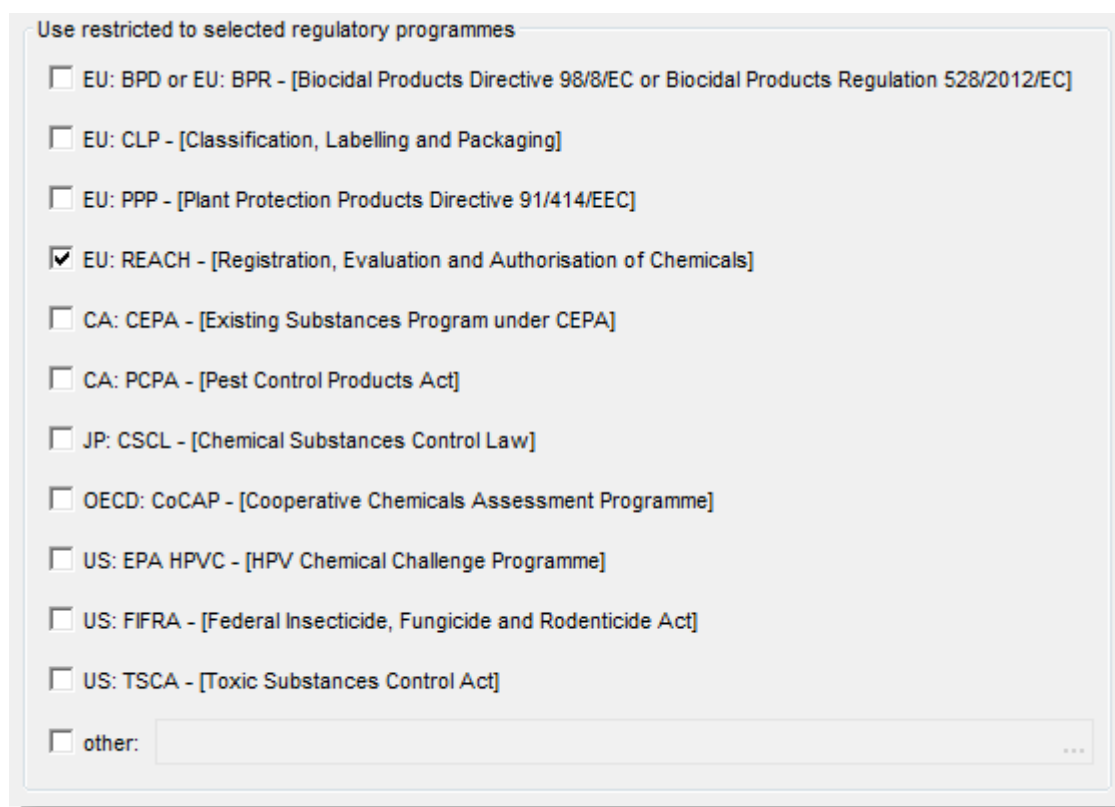 Use restricted to selected regulatory programmes
EU: BPD or EU: BPR - [Biocidal Products Directive 98/8/EC or Biocidal Products Regulation 528/2012/EC]
EU: CLP - [Classification, Labelling and Packaging]
EU: PPP - [Plant Protection Products Directive 91/414/EEC]
EU: REACH - [Registration, Evaluation and Authorisation of Chemicals]
CA: CEPA - [Existing Substances Program under CEPA]
CA: PCPA - [Pest Control Products Act]
JP: CSCL - [Chemical Substances Control Law]
OECD: CoCAP - [Cooperative Chemicals Assessment Programme]
US: EPA HPVC - [HPV Chemical Challenge Programme]
US: FIFRA - [Federal Insecticide, Fungicide and Rodenticide Act]
US: TSCA - [Toxic Substances Control Act]
other: ...